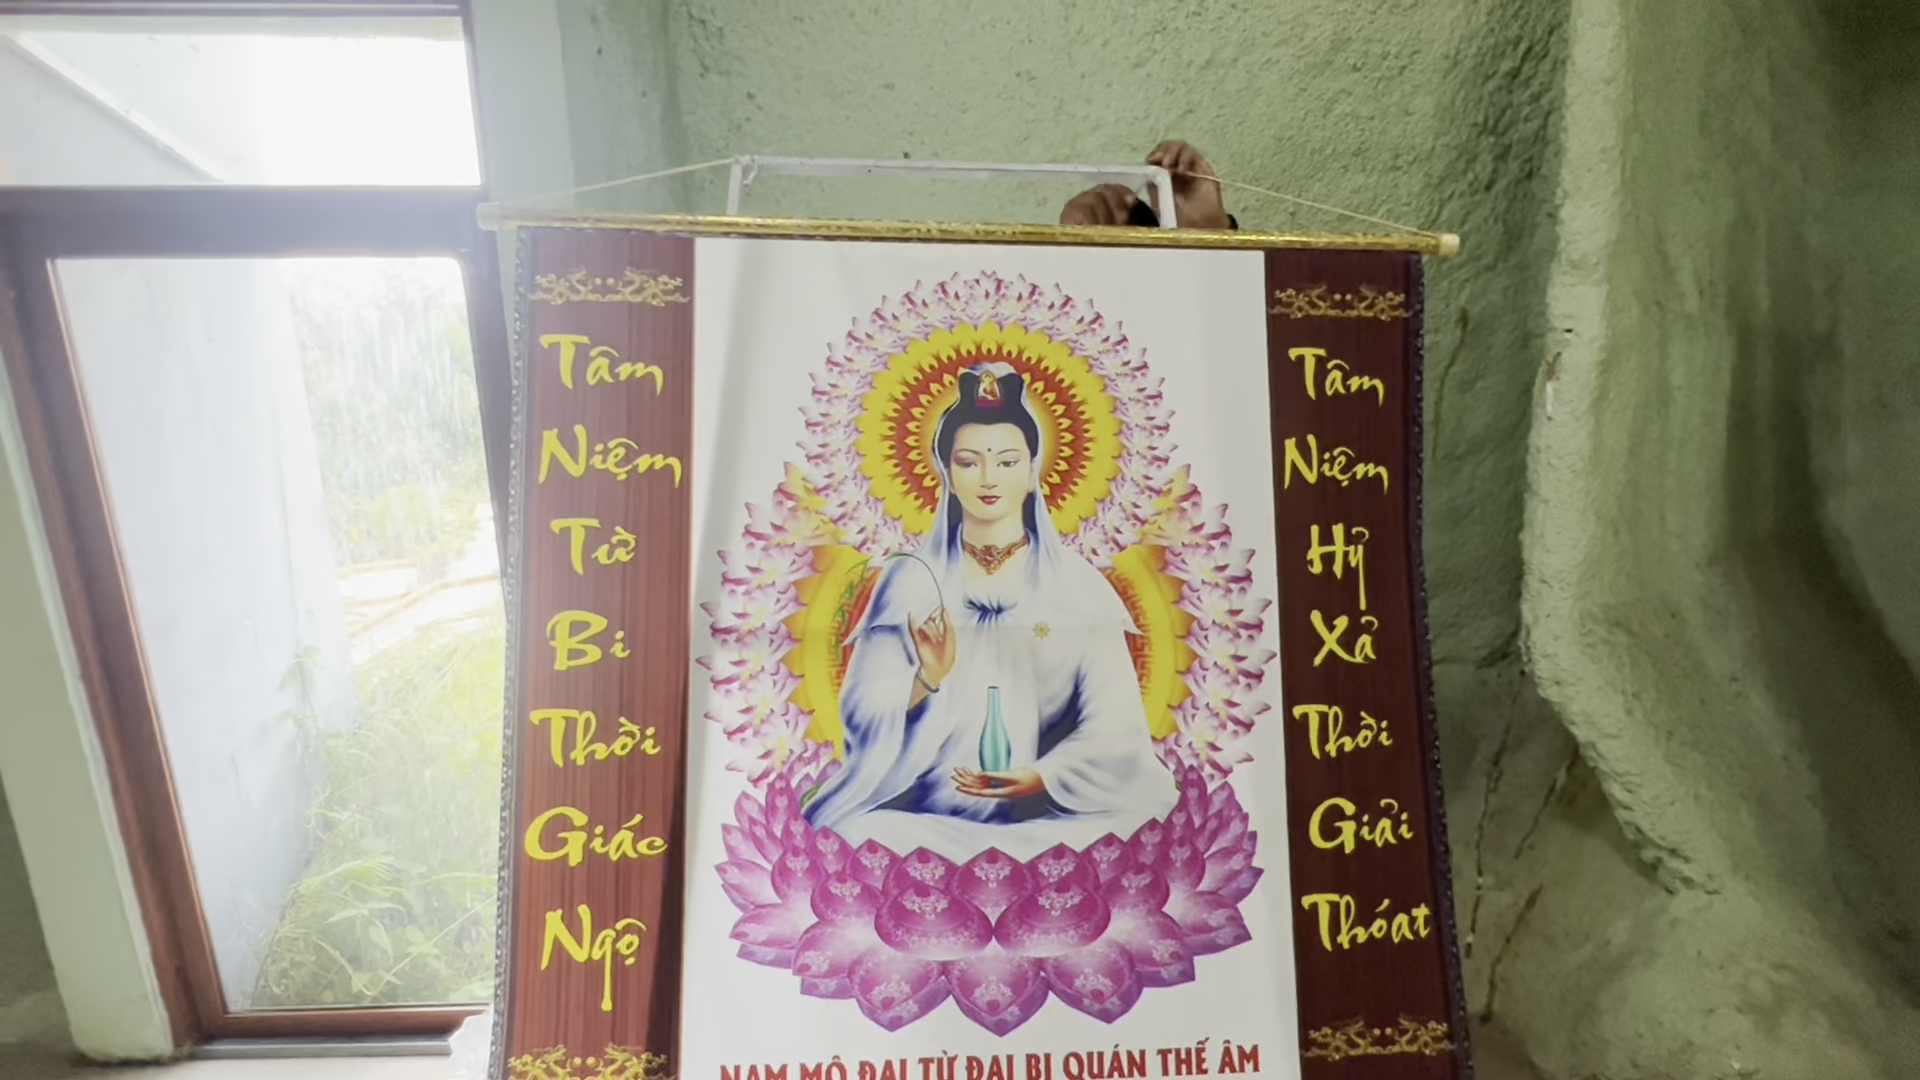 Tâm
Niệm
Từ
Bi
Thời
Giác
Ngộ
Tâm
Niệm
Hỷ
Xả
Thời
Giải
Thóat
NAM MÔ ĐẠI TỪ ĐẠI BI QUÁN THẾ ÂM